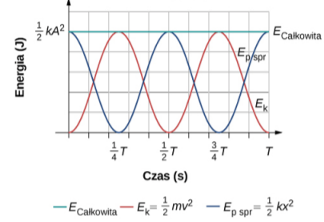 Energia (J)
½ kA²
E_Całkowita
E_p spr
E_k
¼ T
½ T
¾ T
T
Czas (s)
E_Całkowita E_k = ½ mv² E_p spr = ½ kx²